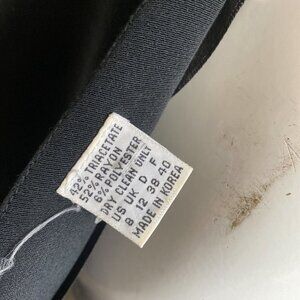 42% TRIACETATE
52% RAYON
6% POLYESTER
DRY CLEAN ONLY
US UK D F
8 12 38 40
MADE IN KOREA